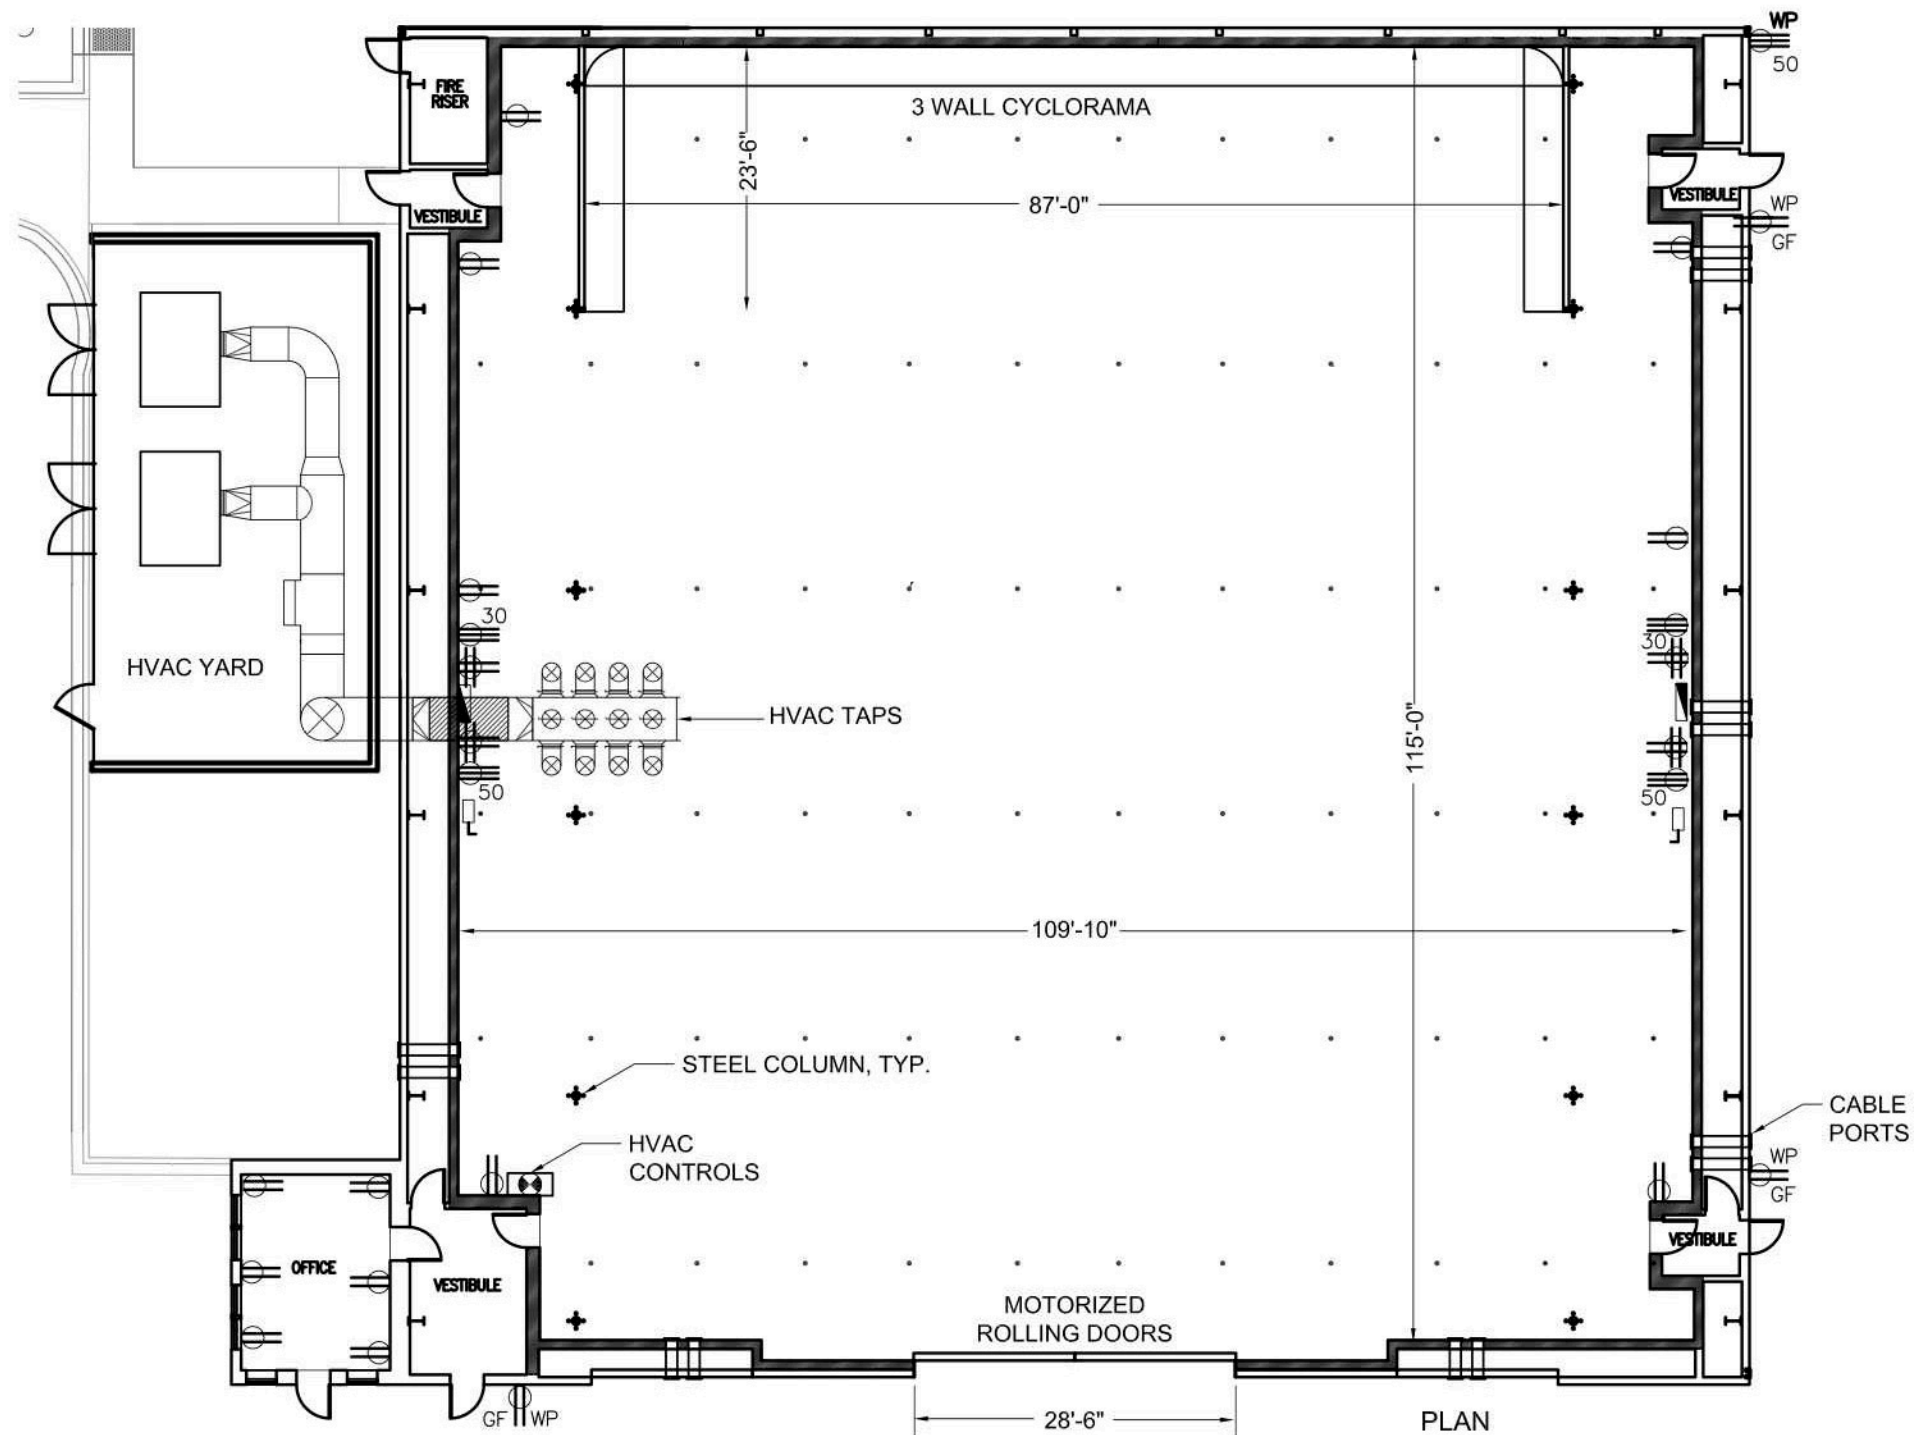 WP
50
FIRE
RISER
3 WALL CYCLORAMA
23'-6"
87'-0"
VESTIBULE
VESTIBULE
WP
GF
30
30
HVAC YARD
HVAC TAPS
115'-0"
50
50
109'-10"
STEEL COLUMN, TYP.
CABLE
PORTS
HVAC
CONTROLS
WP
GF
OFFICE
VESTIBULE
VESTIBULE
MOTORIZED
ROLLING DOORS
GF WP
28'-6"
PLAN